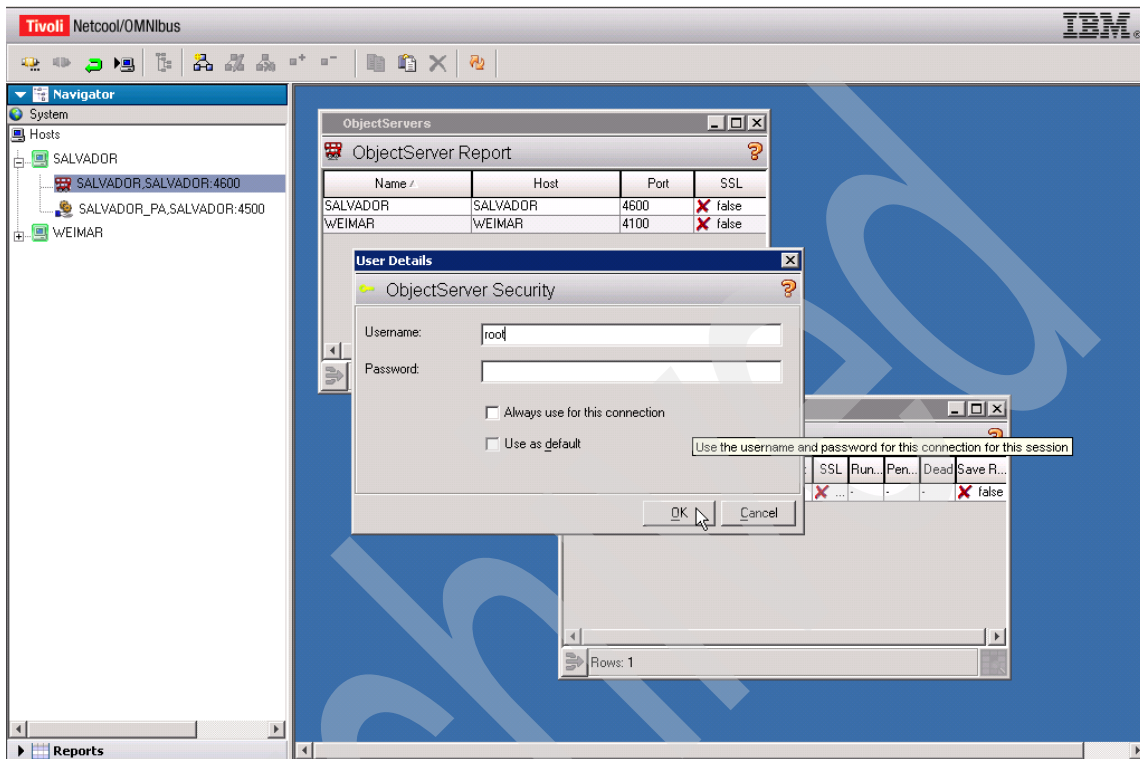 Tivoli Netcool/OMNIbus
IBM®
Navigator
System
Hosts
SALVADOR
SALVADOR,SALVADOR:4600
SALVADOR_PA,SALVADOR:4500
WEIMAR
ObjectServers
ObjectServer Report
Name Host Port SSL
SALVADOR SALVADOR 4600 false
WEIMAR WEIMAR 4100 false
User Details
ObjectServer Security
Username: root
Password:
Always use for this connection
Use as default
Use the username and password for this connection for this session
SSL Run... Pen... Dead Save R...
... - - - false
OK Cancel
Rows: 1
Reports